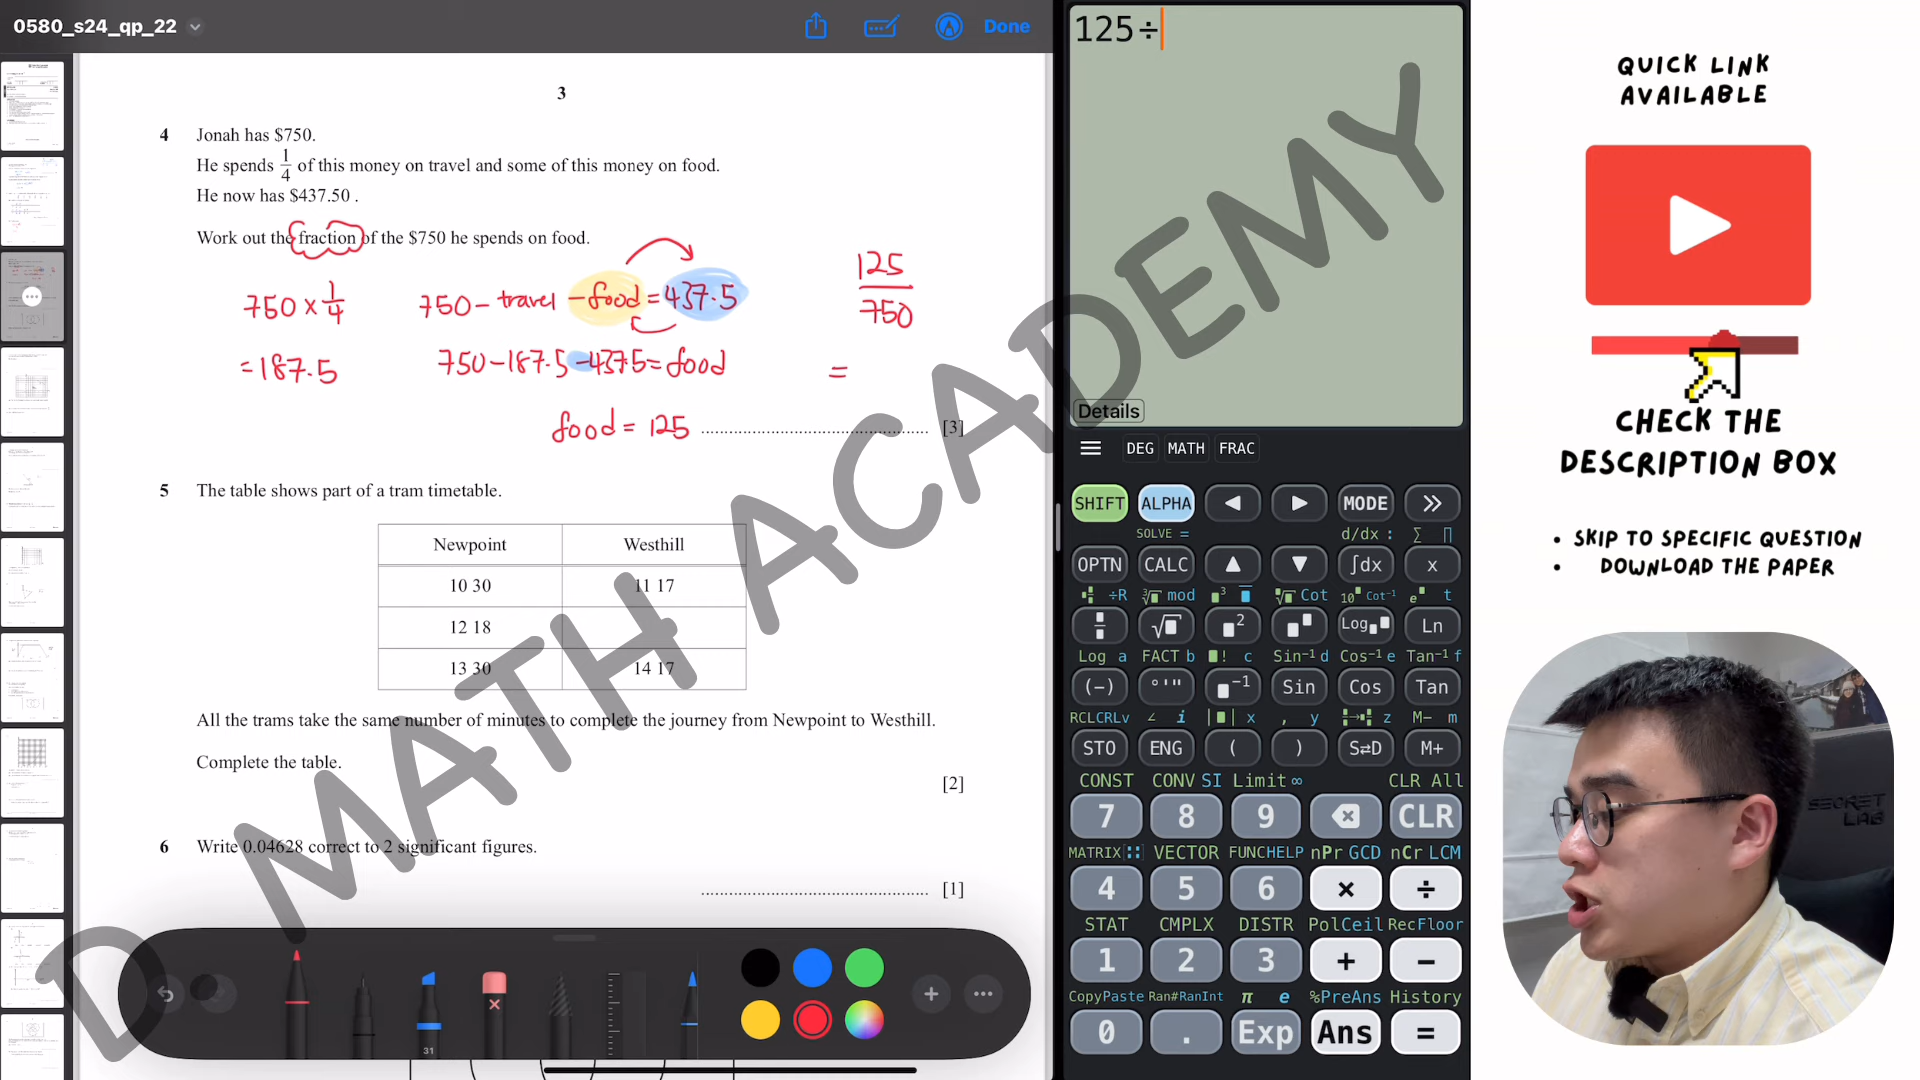 0580_s24_qp_22
Done
3
4 Jonah has $750.
He spends 1/4 of this money on travel and some of this money on food.
He now has $437.50 .
Work out the fraction of the $750 he spends on food.
750 × 1/4
= 187.5
750 - travel - food = 437.5
750 - 187.5 - 437.5 = food
food = 125
125/750
=
[3]
5 The table shows part of a tram timetable.
Newpoint Westhill
10 30 11 17
12 18
13 30 14 17
All the trams take the same number of minutes to complete the journey from Newpoint to Westhill.
Complete the table.
[2]
6 Write 0.04628 correct to 2 significant figures.
[1]
31
D MATH ACADEMY
125÷
Details
DEG MATH FRAC
SHIFT ALPHA MODE
SOLVE = d/dx : ∑ ∏
OPTN CALC ∫dx x
÷R mod Cot 10 Cot⁻¹ e t
Log Ln
Log a FACT b ! c Sin⁻¹ d Cos⁻¹ e Tan⁻¹ f
(−) °'" ⁻¹ Sin Cos Tan
RCLCRLv ∠ i x , y z M− m
STO ENG ( ) S⇄D M+
CONST CONV SI Limit ∞ CLR All
7 8 9 CLR
MATRIX VECTOR FUNCHELP nPr GCD nCr LCM
4 5 6 × ÷
STAT CMPLX DISTR PolCeil RecFloor
1 2 3 + −
CopyPaste Ran#RanInt π e %PreAns History
0 . Exp Ans =
QUICK LINK
AVAILABLE
CHECK THE
DESCRIPTION BOX
• SKIP TO SPECIFIC QUESTION
• DOWNLOAD THE PAPER
SECRET
LAB